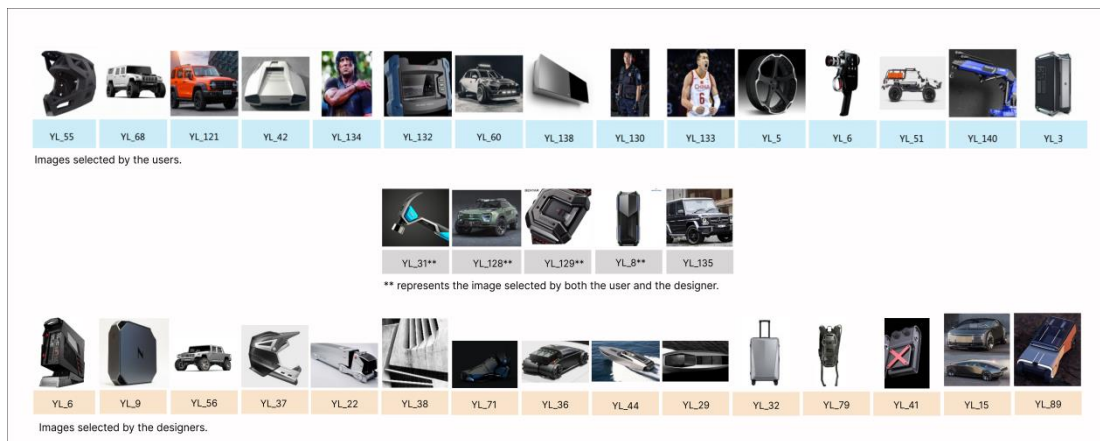 YL_55 YL_68 YL_121 YL_42 YL_134 YL_132 YL_60 YL_138 YL_130 YL_133 YL_5 YL_6 YL_51 YL_140 YL_3
Images selected by the users.
YL_31** YL_128** YL_129** YL_8** YL_135
** represents the image selected by both the user and the designer.
YL_6 YL_9 YL_56 YL_37 YL_22 YL_38 YL_71 YL_36 YL_44 YL_29 YL_32 YL_79 YL_41 YL_15 YL_89
Images selected by the designers.